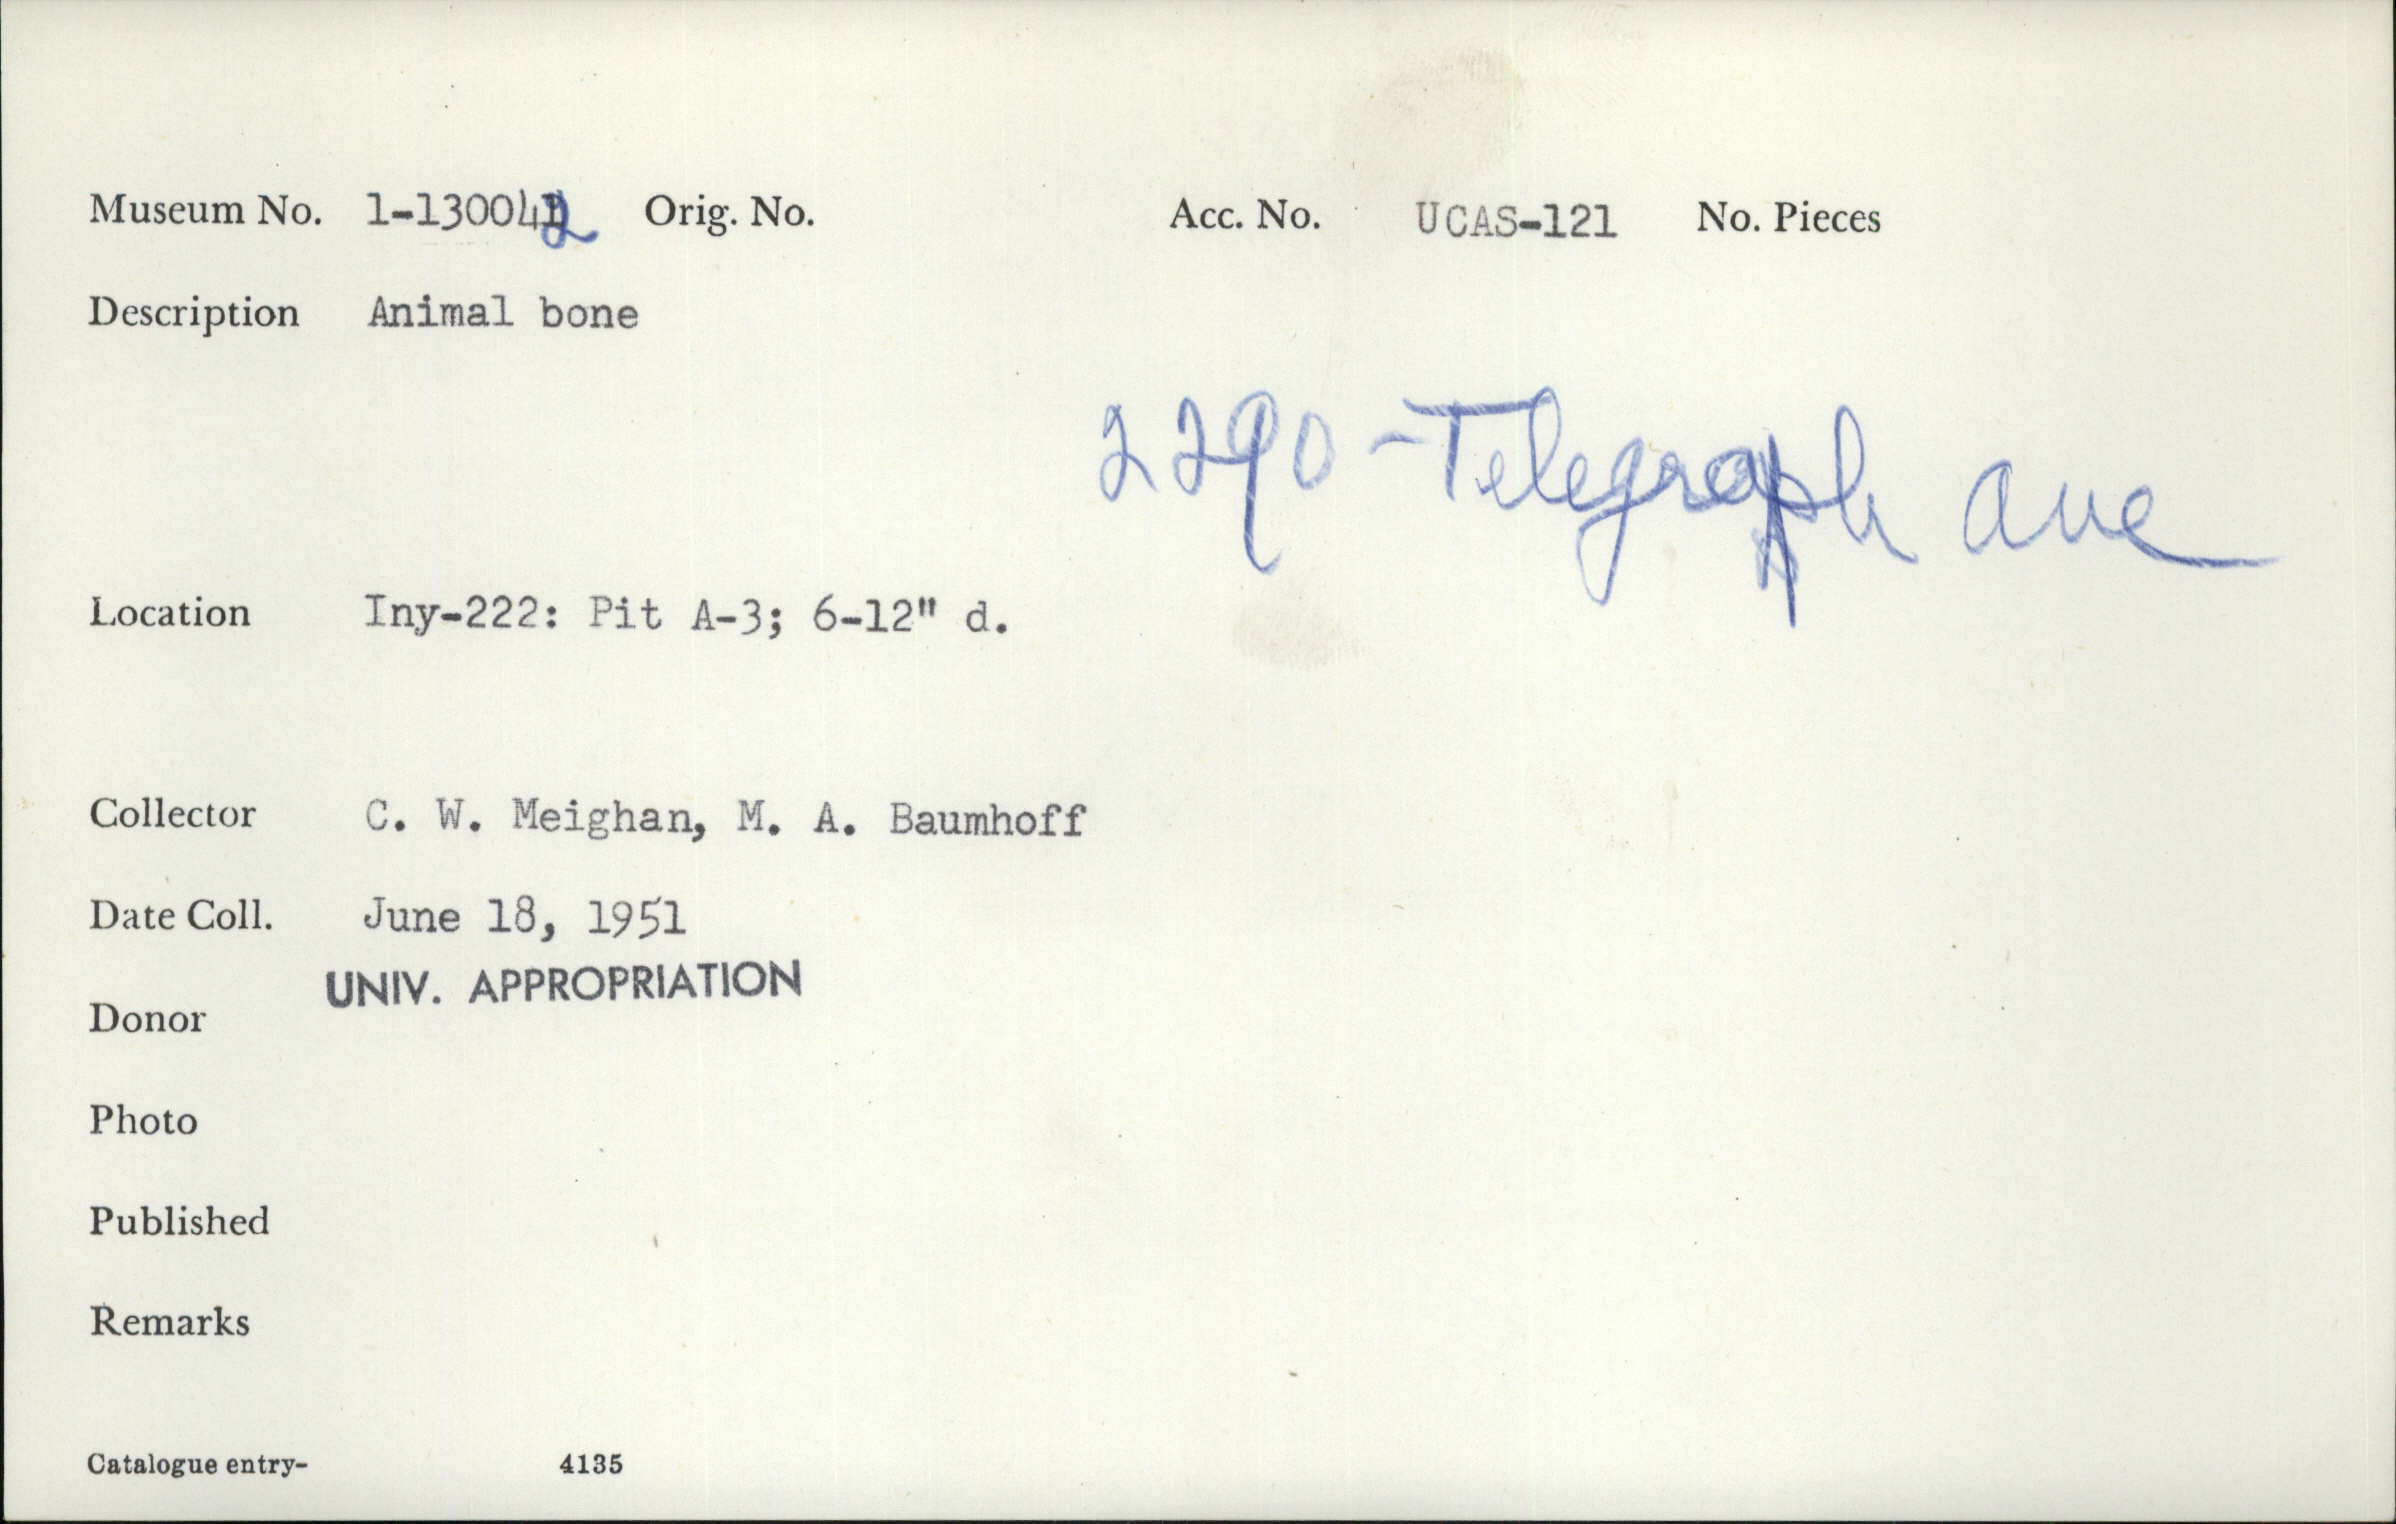 Museum No. 1-130042 Orig. No. Acc. No. UCAS-121 No. Pieces
Description Animal bone
2290 - Telegraph Ave
Location Iny-222: Pit A-3; 6-12" d.
Collector C. W. Meighan, M. A. Baumhoff
Date Coll. June 18, 1951
UNIV. APPROPRIATION
Donor
Photo
Published
Remarks
Catalogue entry- 4135